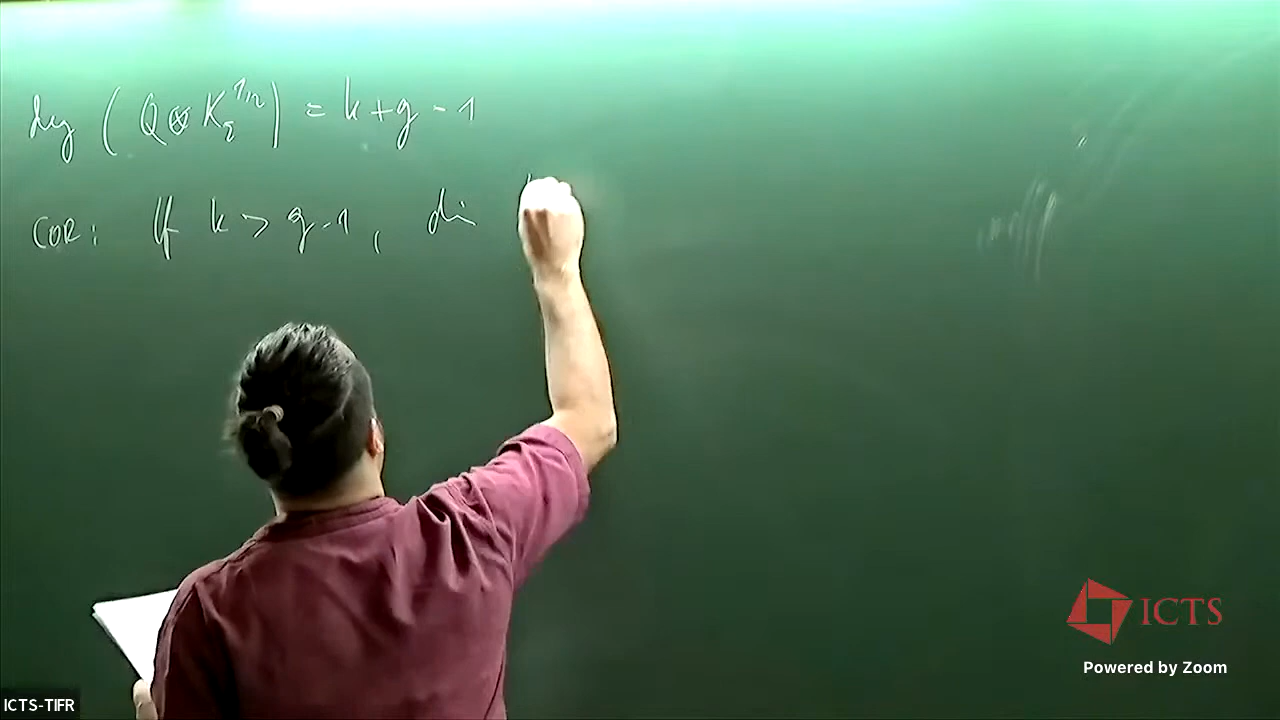 deg ( Q ⊗ K_Σ^{1/2} ) = k + g - 1
COR: If k > g - 1 , di
ICTS
Powered by Zoom
ICTS-TIFR